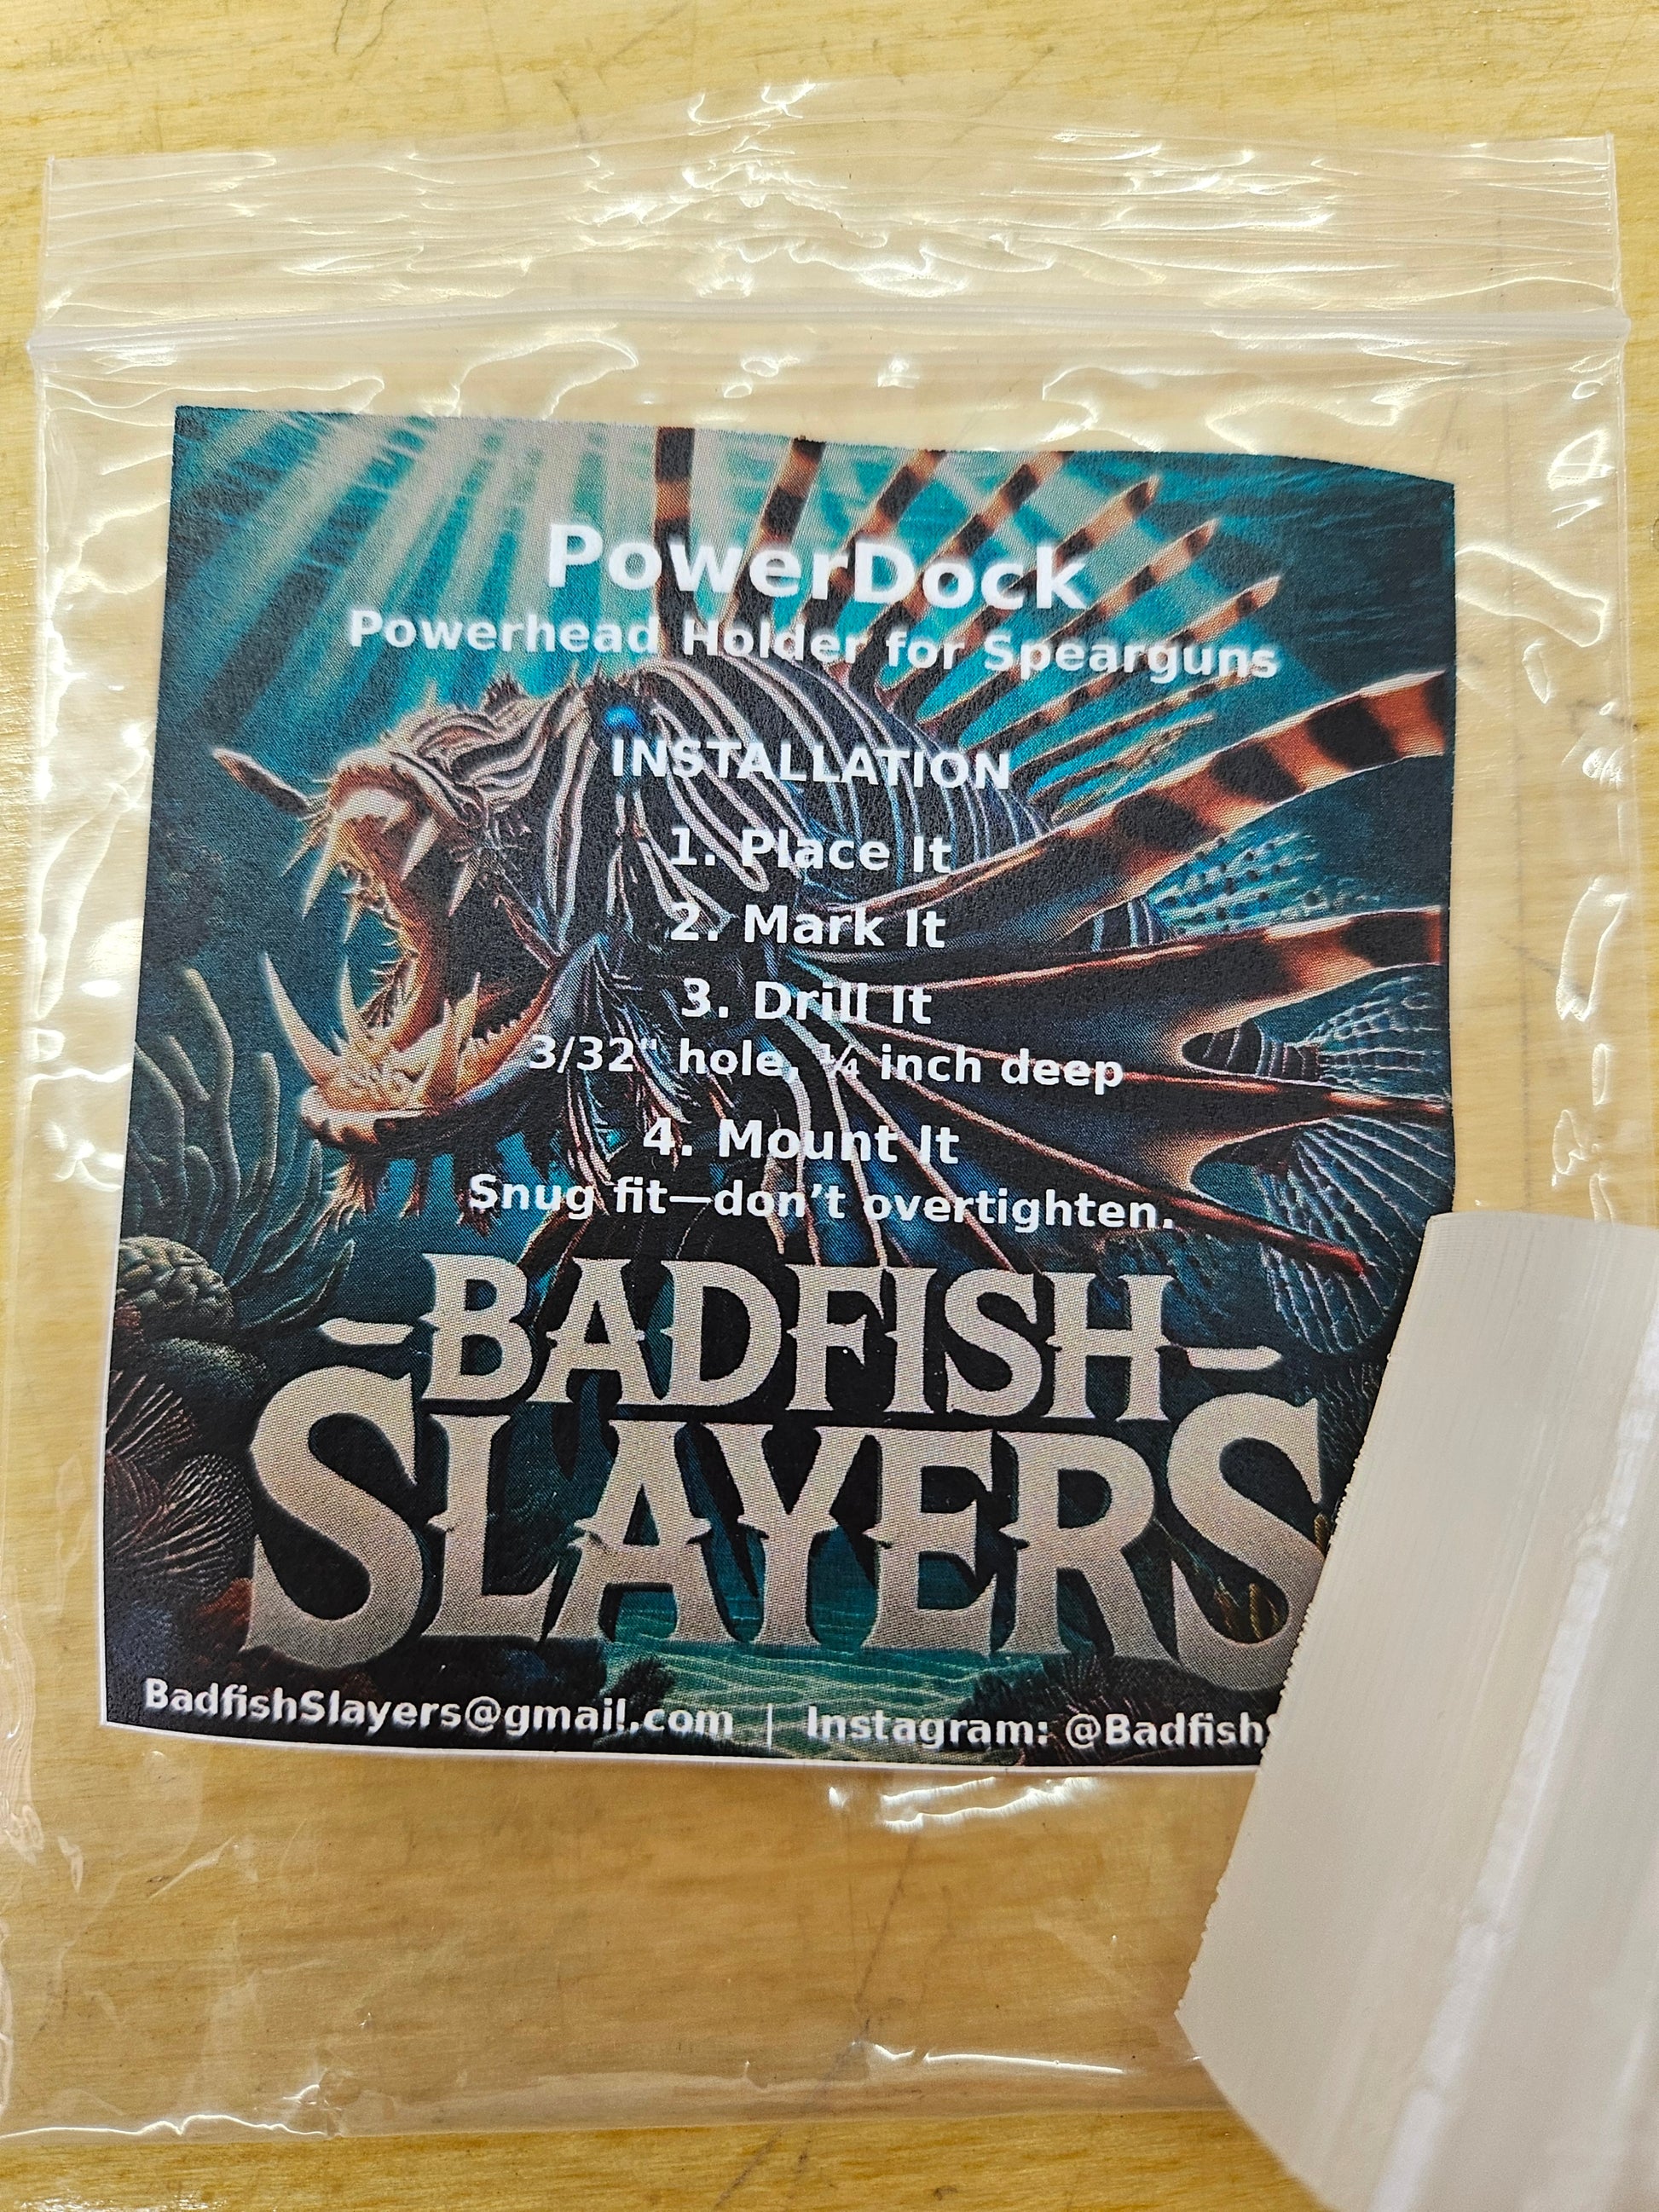 PowerDock
Powerhead Holder for Spearguns
INSTALLATION
1. Place It
2. Mark It
3. Drill It
3/32" hole, ¼ inch deep
4. Mount It
Snug fit—don’t overtighten.
BADFISH
SLAYERS
BadfishSlayers@gmail.com | Instagram: